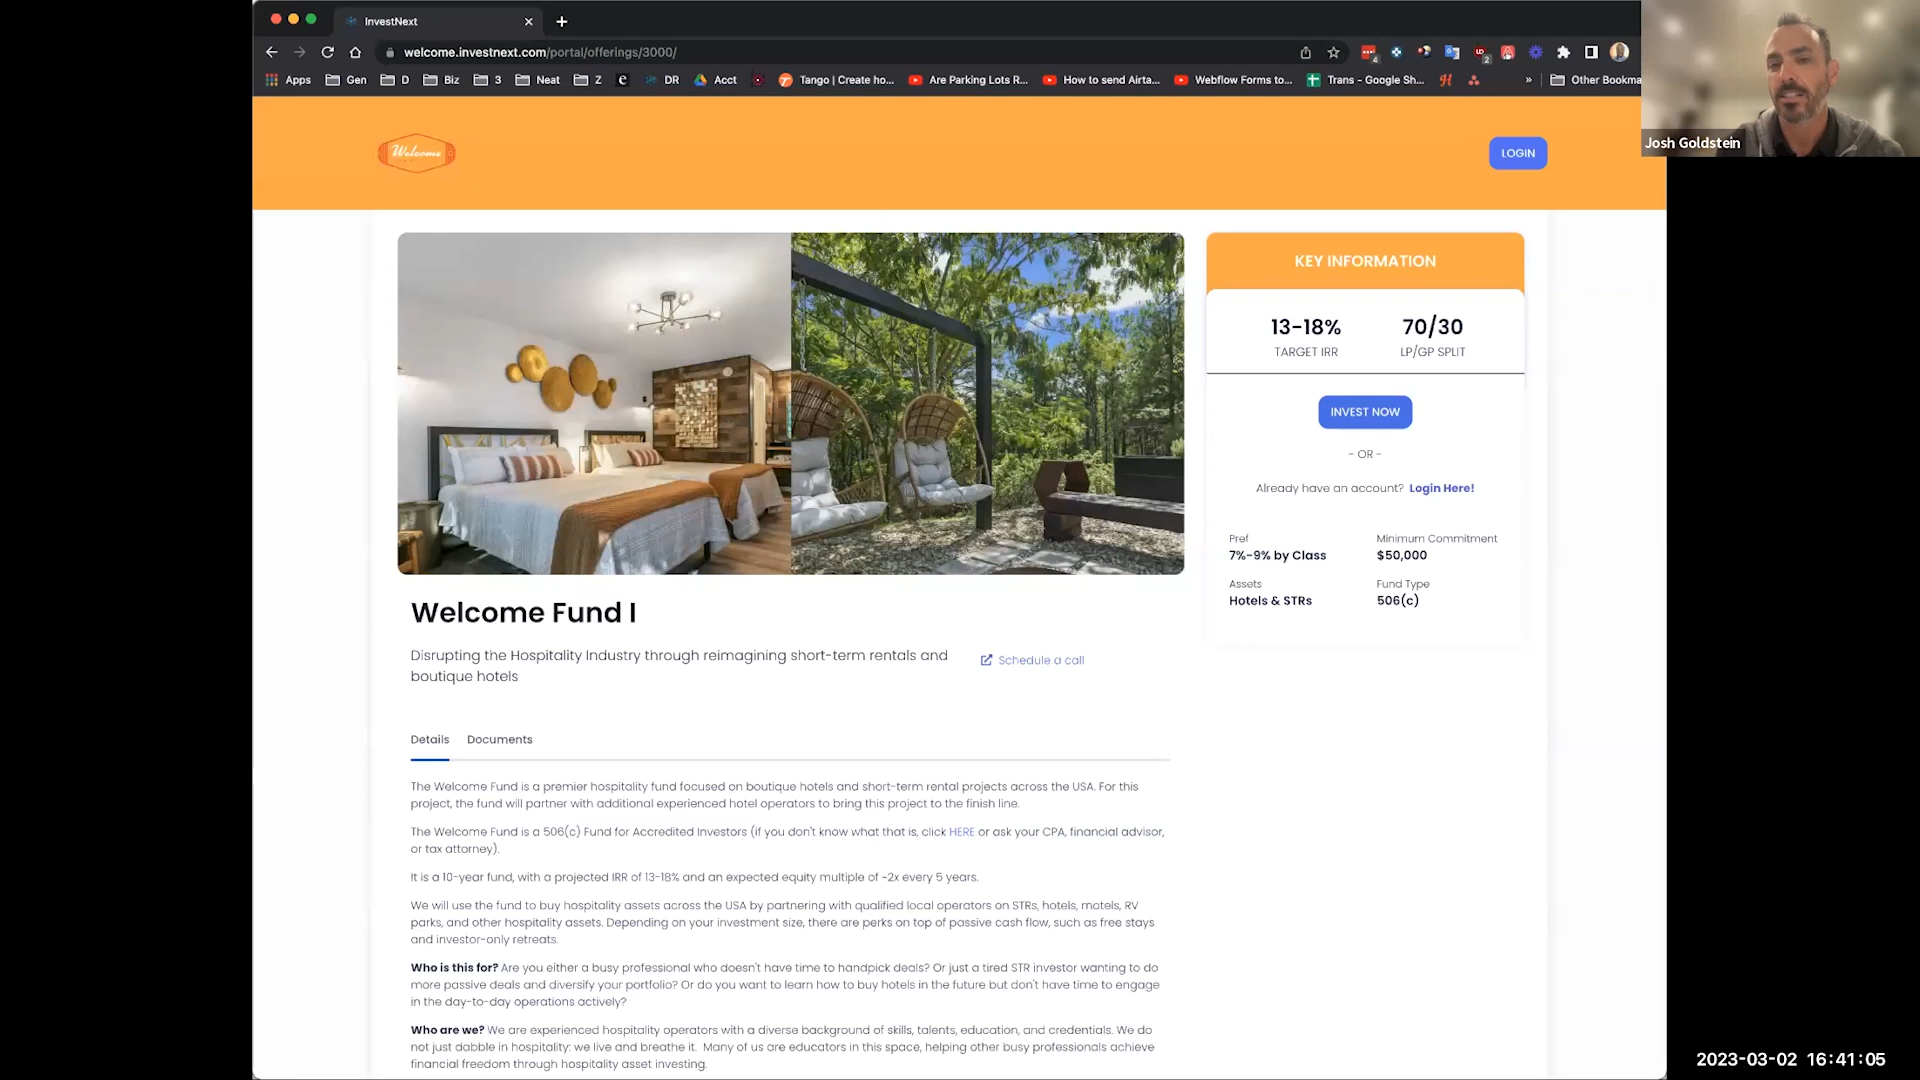 InvestNext
welcome.investnext.com/portal/offerings/3000/
Apps Gen D Biz 3 Neat Z DR Acct Tango | Create ho... Are Parking Lots R... How to send Airta... Webflow Forms to... Trans - Google Sh... » Other Bookma
Josh Goldstein
Welcome
LOGIN
KEY INFORMATION
13-18% 70/30
TARGET IRR LP/GP SPLIT
INVEST NOW
- OR -
Already have an account? Login Here!
Pref Minimum Commitment
7%-9% by Class $50,000
Assets Fund Type
Hotels & STRs 506(c)
Welcome Fund I
Disrupting the Hospitality Industry through reimagining short-term rentals and
boutique hotels
Schedule a call
Details Documents
The Welcome Fund is a premier hospitality fund focused on boutique hotels and short-term rental projects across the USA. For this
project, the fund will partner with additional experienced hotel operators to bring this project to the finish line.
The Welcome Fund is a 506(c) Fund for Accredited Investors (if you don't know what that is, click HERE or ask your CPA, financial advisor,
or tax attorney).
It is a 10-year fund, with a projected IRR of 13-18% and an expected equity multiple of ~2x every 5 years.
We will use the fund to buy hospitality assets across the USA by partnering with qualified local operators on STRs, hotels, motels, RV
parks, and other hospitality assets. Depending on your investment size, there are perks on top of passive cash flow, such as free stays
and investor-only retreats.
Who is this for? Are you either a busy professional who doesn't have time to handpick deals? Or just a tired STR investor wanting to do
more passive deals and diversify your portfolio? Or do you want to learn how to buy hotels in the future but don't have time to engage
in the day-to-day operations actively?
Who are we? We are experienced hospitality operators with a diverse background of skills, talents, education, and credentials. We do
not just dabble in hospitality: we live and breathe it. Many of us are educators in this space, helping other busy professionals achieve
financial freedom through hospitality asset investing.
2023-03-02 16:41:05